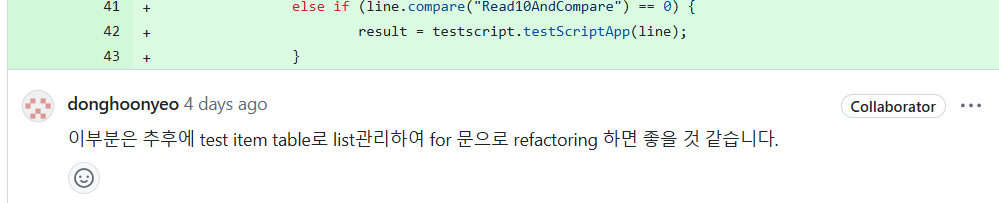 41 + else if (line.compare("Read10AndCompare") == 0) {
42 + result = testscript.testScriptApp(line);
43 + }
donghoonyeo 4 days ago Collaborator ...
이부분은 추후에 test item table로 list관리하여 for 문으로 refactoring 하면 좋을 것 같습니다.